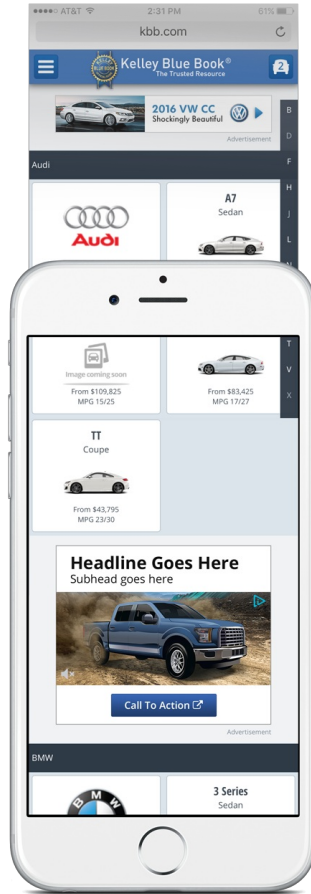 AT&T
2:31 PM
61%
kbb.com
Kelley Blue Book®
The Trusted Resource
2
2016 VW CC
Shockingly Beautiful
Advertisement
B
D
F
H
J
L
N
Audi
A7
Sedan
Audi
T
V
X
Image coming soon
From $109,825
MPG 15/25
From $83,425
MPG 17/27
TT
Coupe
From $43,795
MPG 23/30
Headline Goes Here
Subhead goes here
Call To Action
Advertisement
BMW
BMW
3 Series
Sedan